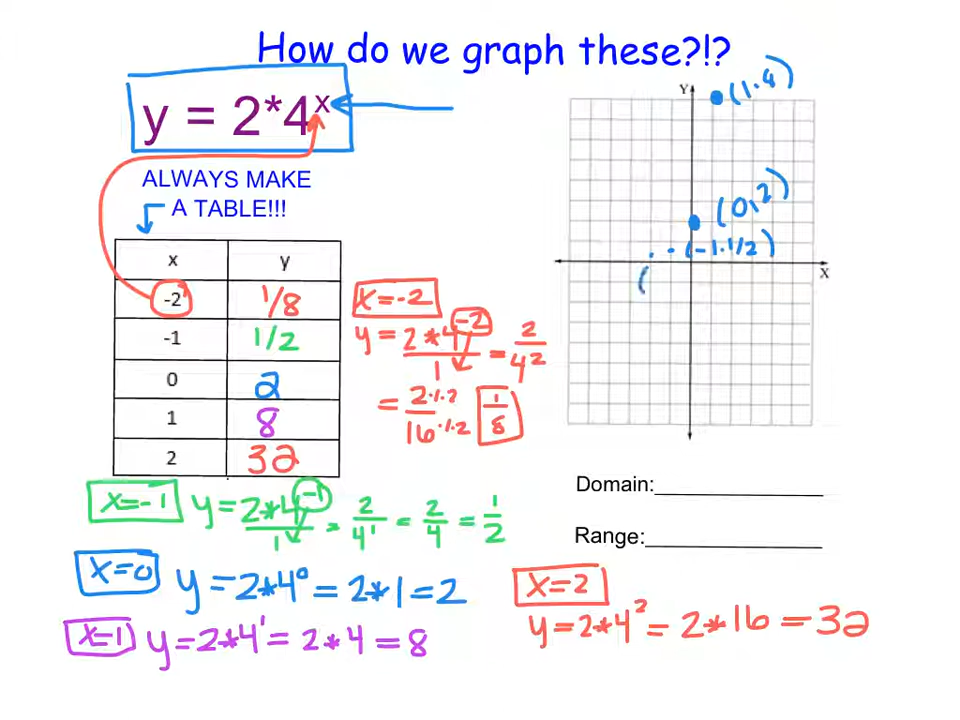 How do we graph these?!?
y = 2*4^x
ALWAYS MAKE
A TABLE!!!
x y
-2 1/8
-1 1/2
0 2
1 8
2 32
x=-2
y = 2*4^-2 / 1 = 2/4^2
= 2÷2 / 16÷2 1/8
x=-1 y=2*4^-1 / 1 = 2/4^1 = 2/4 = 1/2
x=0 y=2*4^0 = 2*1=2
x=1 y=2*4^1 = 2*4=8
Y
(0,2)
(-1,1/2)
(
X
Domain:
Range:
x=2
y=2*4^2 = 2*16=32